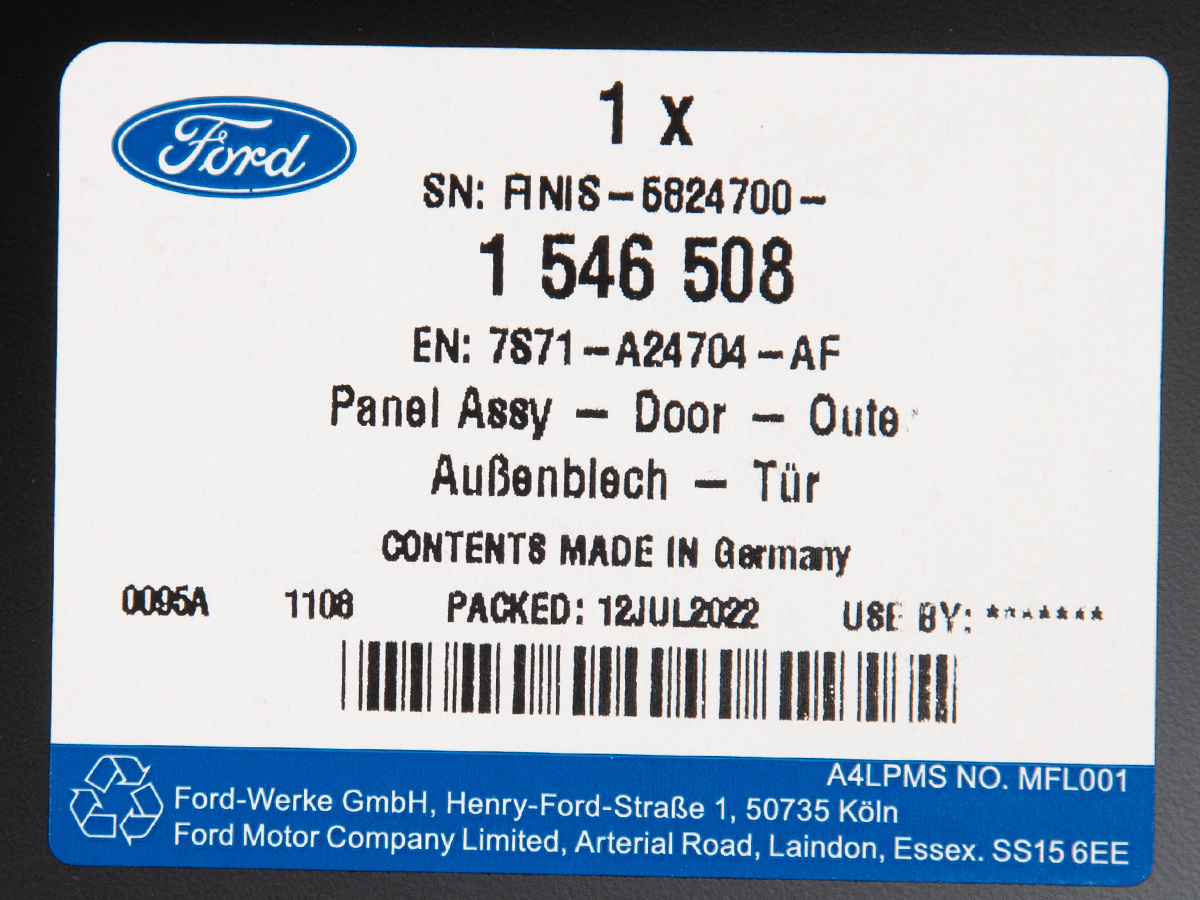 Ford
1 x
SN: FINIS-6824700-
1 546 508
EN: 7S71-A24704-AF
Panel Assy - Door - Oute
Außenblech - Tür
CONTENTS MADE IN Germany
0095A 1108 PACKED: 12JUL2022 USE BY: *******
A4LPMS NO. MFL001
Ford-Werke GmbH, Henry-Ford-Straße 1, 50735 Köln
Ford Motor Company Limited, Arterial Road, Laindon, Essex. SS15 6EE